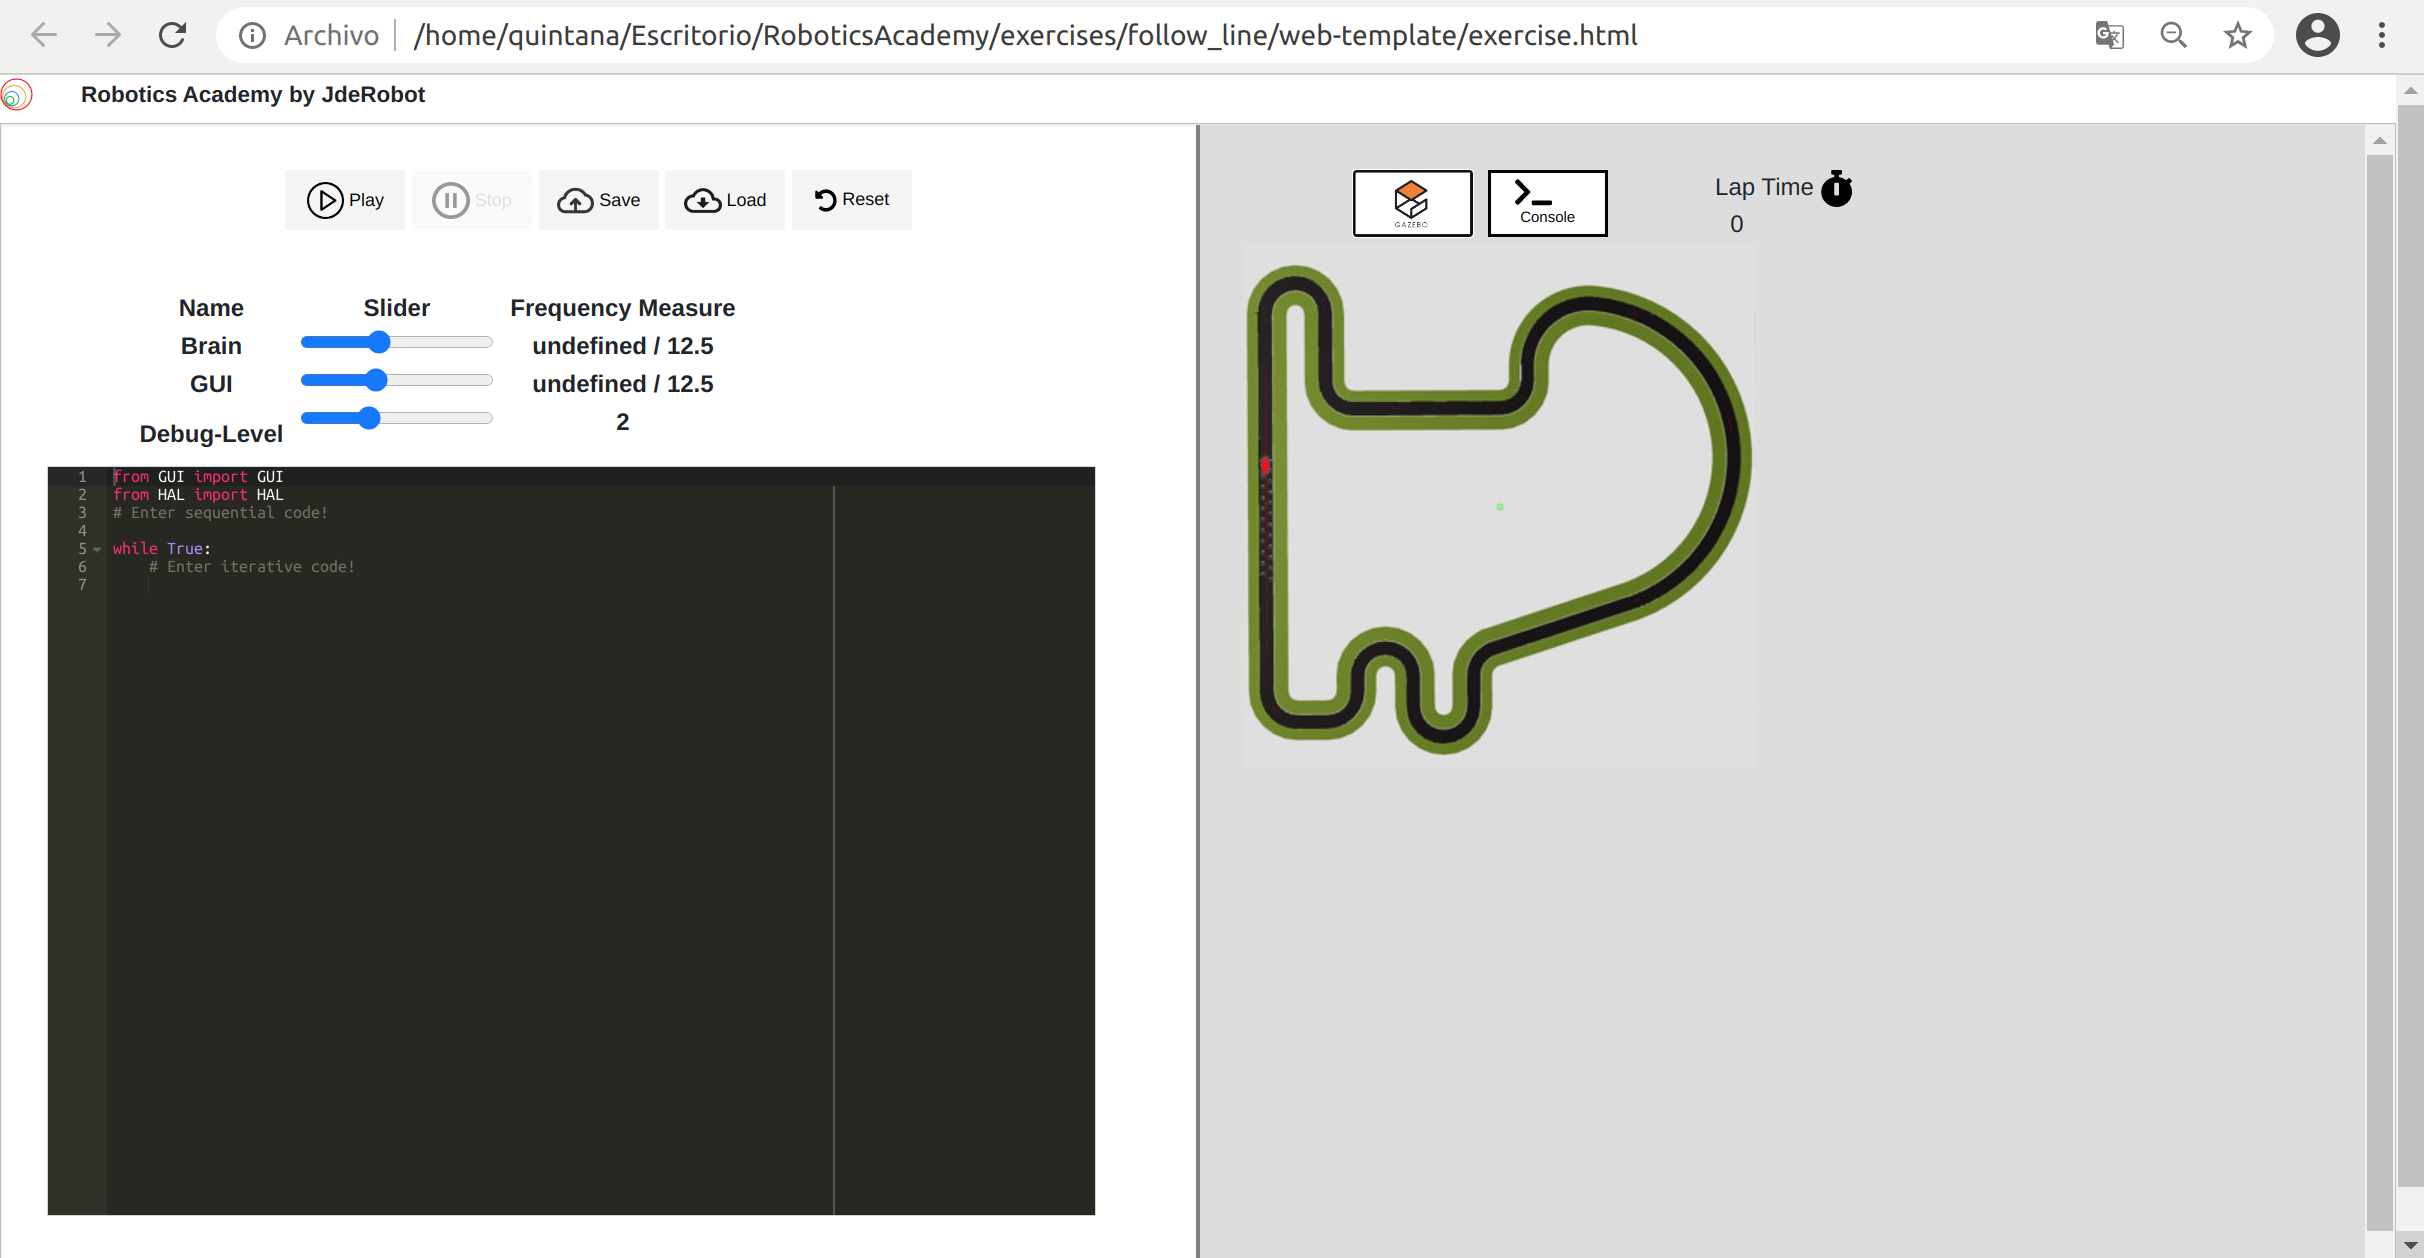 Archivo /home/quintana/Escritorio/RoboticsAcademy/exercises/follow_line/web-template/exercise.html
Robotics Academy by JdeRobot
Play Stop Save Load Reset
Name Slider Frequency Measure
Brain undefined / 12.5
GUI undefined / 12.5
Debug-Level 2
1 from GUI import GUI
2 from HAL import HAL
3 # Enter sequential code!
4
5 while True:
6 # Enter iterative code!
7
GAZEBO
>_ Console
Lap Time
0